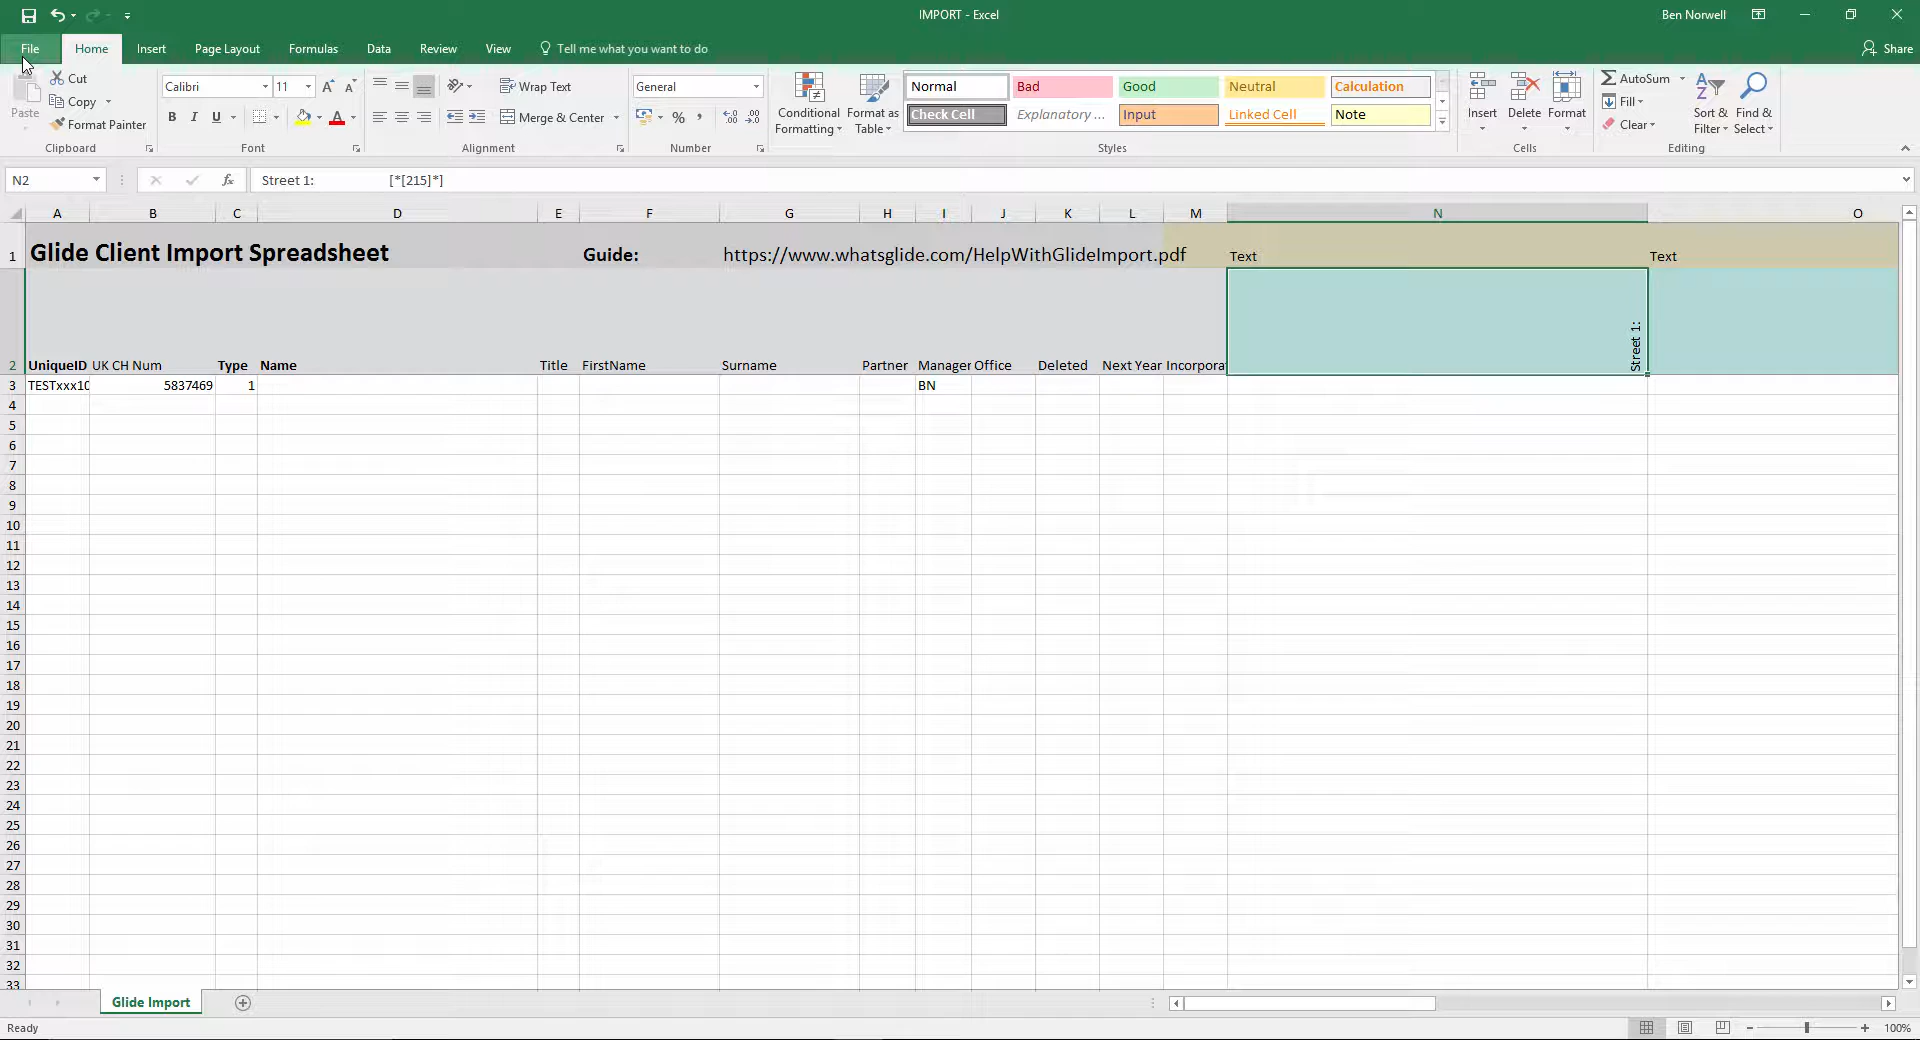 IMPORT - Excel
Ben Norwell
File Home Insert Page Layout Formulas Data Review View Tell me what you want to do Share
Paste
Cut
Copy
Format Painter
Clipboard
Calibri 11 A A
B I U A
Font
Wrap Text
Merge & Center
Alignment
General
% ,
Number
Conditional Formatting
Format as Table
Normal Bad Good Neutral Calculation
Check Cell Explanatory ... Input Linked Cell Note
Styles
Insert Delete Format
Cells
AutoSum
Fill
Clear
Sort & Filter
Find & Select
Editing
N2 fx Street 1: [*[215]*]
A B C D E F G H I J K L M N O
1 Glide Client Import Spreadsheet Guide: https://www.whatsglide.com/HelpWithGlideImport.pdf Text Text
Street 1:
2 UniqueID UK CH Num Type Name Title FirstName Surname Partner Manager Office Deleted Next Year Incorpora
3 TESTxxx10 5837469 1 BN
4
5
6
7
8
9
10
11
12
13
14
15
16
17
18
19
20
21
22
23
24
25
26
27
28
29
30
31
32
33
Glide Import
Ready
100%